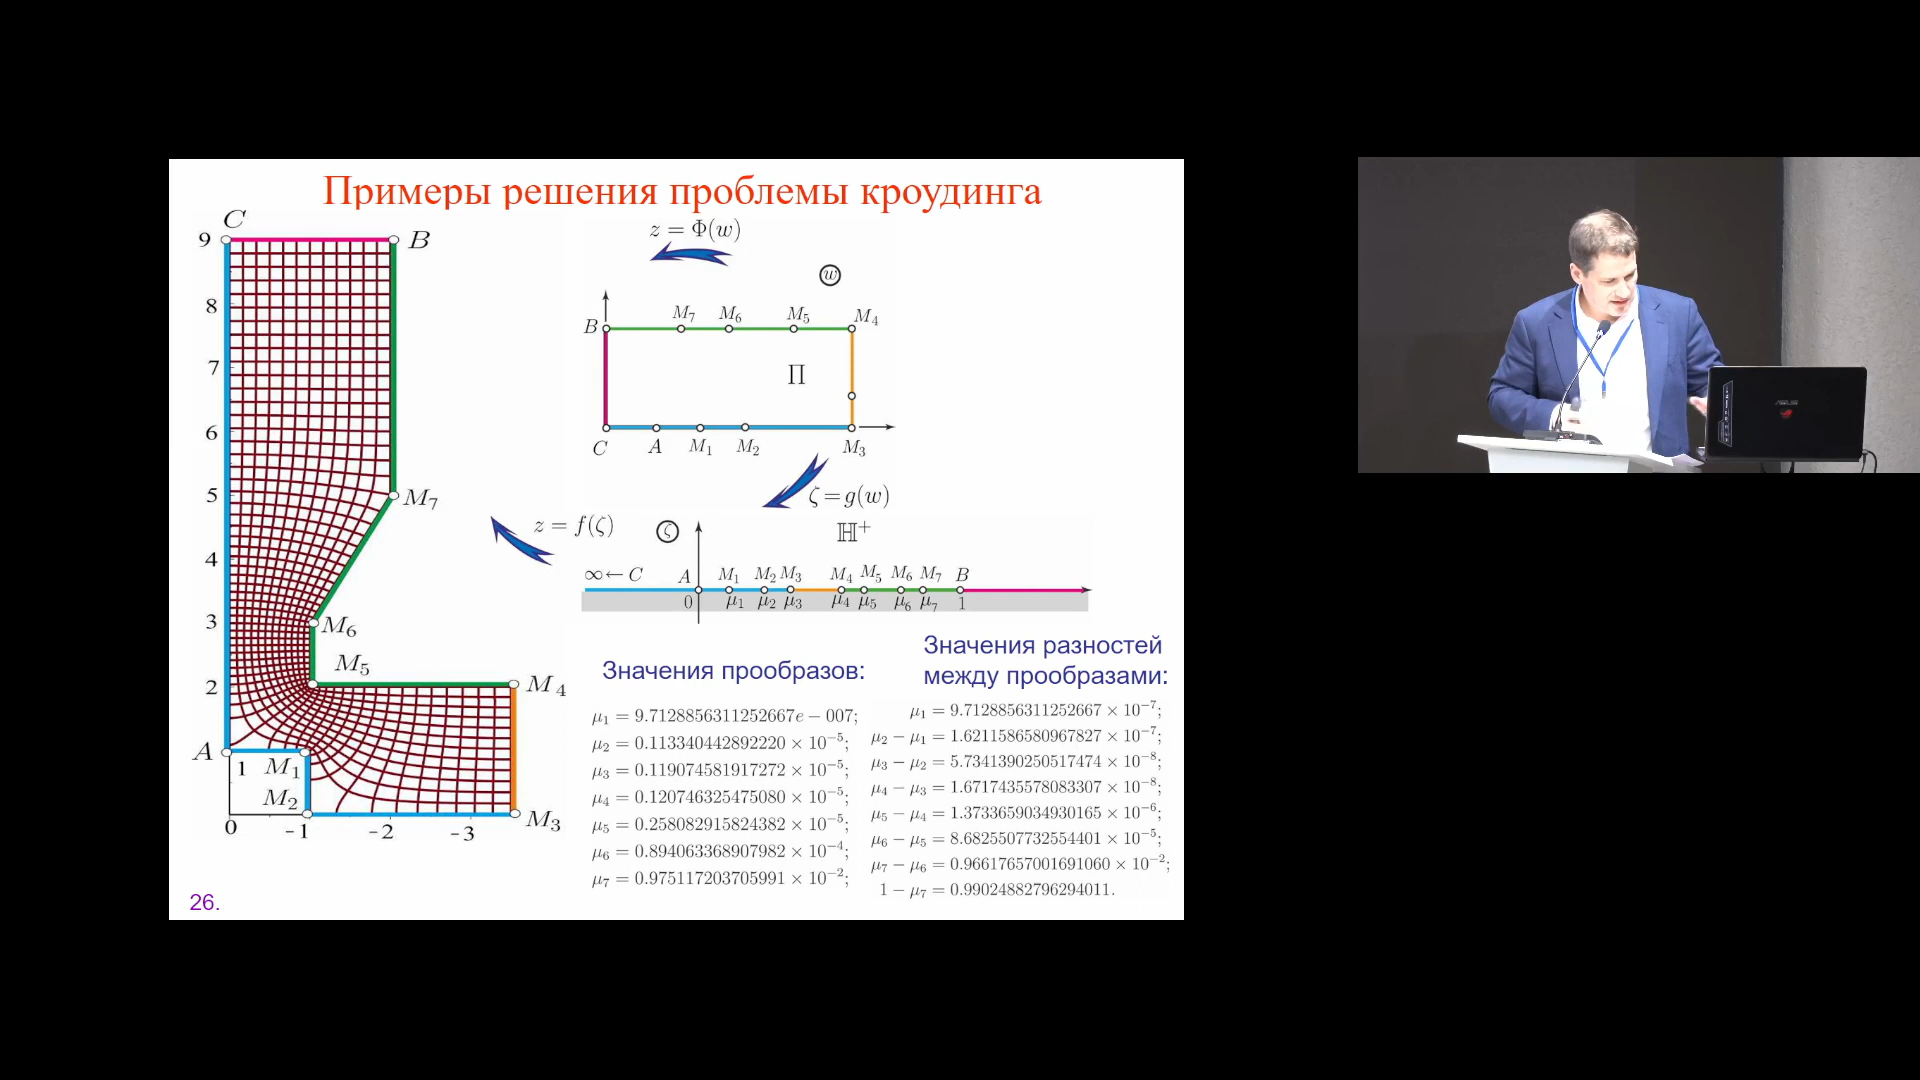 Примеры решения проблемы кроудинга
C
9
B
8
7
6
5
M₇
4
3
M₆
M₅
2
M₄
A
1
M₁
M₂
M₃
0
-1
-2
-3
z = Φ(w)
w
B
M₇
M₆
M₅
M₄
Π
C
A
M₁
M₂
M₃
ζ = g(w)
z = f(ζ)
ζ
ℍ⁺
∞ ← C A M₁ M₂ M₃ M₄ M₅ M₆ M₇ B
0 μ₁ μ₂ μ₃ μ₄ μ₅ μ₆ μ₇ 1
Значения прообразов:
μ₁ = 9.7128856311252667e − 007;
μ₂ = 0.113340442892220 × 10⁻⁵;
μ₃ = 0.119074581917272 × 10⁻⁵;
μ₄ = 0.120746325475080 × 10⁻⁵;
μ₅ = 0.258082915824382 × 10⁻⁵;
μ₆ = 0.894063368907982 × 10⁻⁴;
μ₇ = 0.975117203705991 × 10⁻²;
Значения разностей
между прообразами:
μ₁ = 9.7128856311252667 × 10⁻⁷;
μ₂ − μ₁ = 1.6211586580967827 × 10⁻⁷;
μ₃ − μ₂ = 5.7341390250517474 × 10⁻⁸;
μ₄ − μ₃ = 1.6717435578083307 × 10⁻⁸;
μ₅ − μ₄ = 1.3733659034930165 × 10⁻⁶;
μ₆ − μ₅ = 8.6825507732554401 × 10⁻⁵;
μ₇ − μ₆ = 0.96617657001691060 × 10⁻²;
1 − μ₇ = 0.99024882796294011.
26.